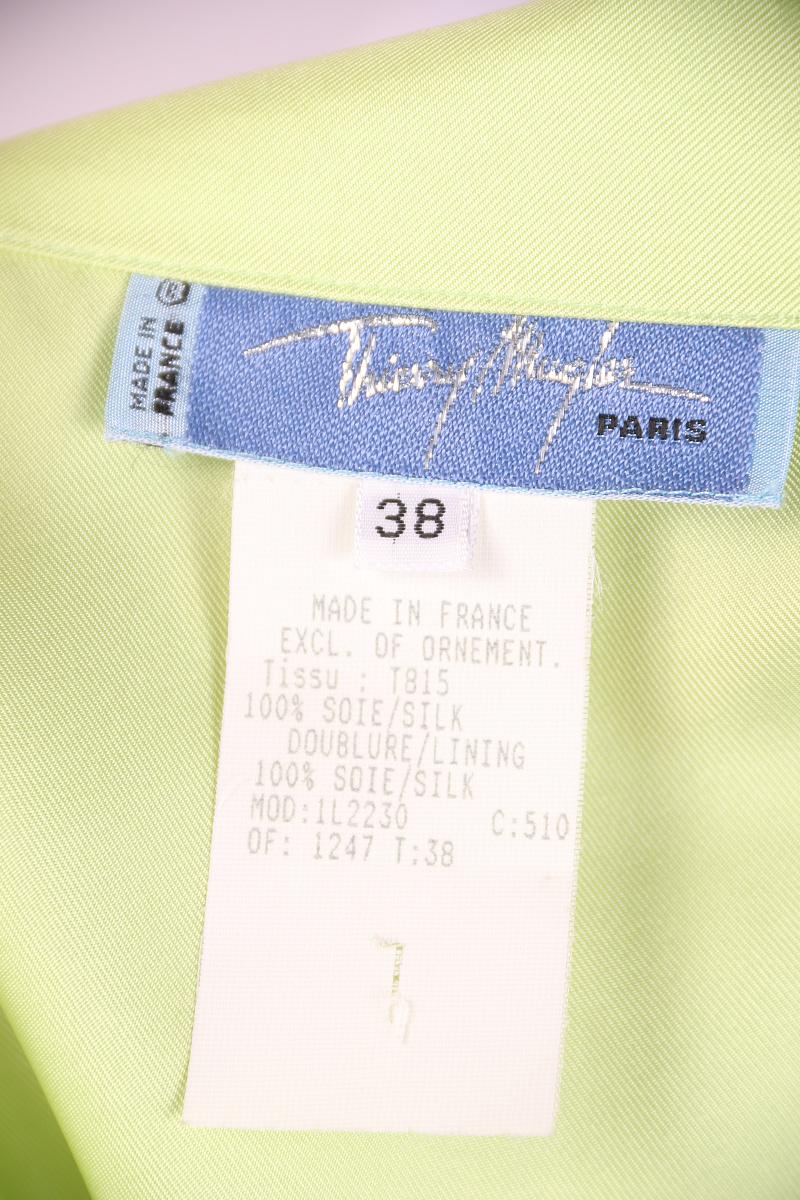 MADE IN
FRANCE
Thierry Mugler
PARIS
38
MADE IN FRANCE
EXCL. OF ORNEMENT.
Tissu : T815
100% SOIE/SILK
DOUBLURE/LINING
100% SOIE/SILK
MOD:1L2230 C:510
OF: 1247 T:38